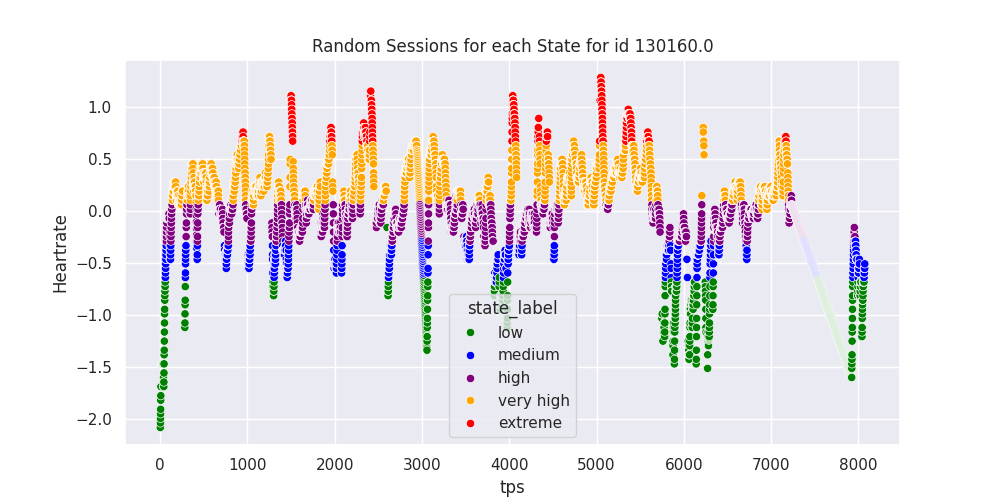 Random Sessions for each State for id 130160.0
Heartrate
1.0
0.5
0.0
−0.5
−1.0
−1.5
−2.0
state_label
low
medium
high
very high
extreme
0 1000 2000 3000 4000 5000 6000 7000 8000
tps